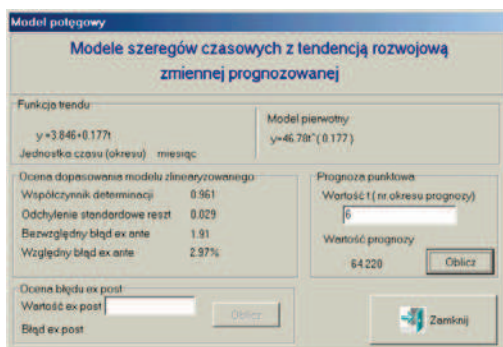 Model potęgowy
Modele szeregów czasowych z tendencją rozwojową
zmiennej prognozowanej
Funkcja trendu
y=3.846+0.177t
Jednostka czasu (okresu) miesiąc
Model pierwotny
y=46.78t^(0.177)
Ocena dopasowania modelu zlinearyzowanego
Współczynnik determinacji 0.961
Odchylenie standardowe reszt 0.029
Bezwzględny błąd ex ante 1.91
Względny błąd ex ante 2.97%
Prognoza punktowa
Wartość t ( nr. okresu prognozy)
6
Wartość prognozy
64.220 Oblicz
Ocena błędu ex post
Wartość ex post Oblicz
Błąd ex post
Zamknij